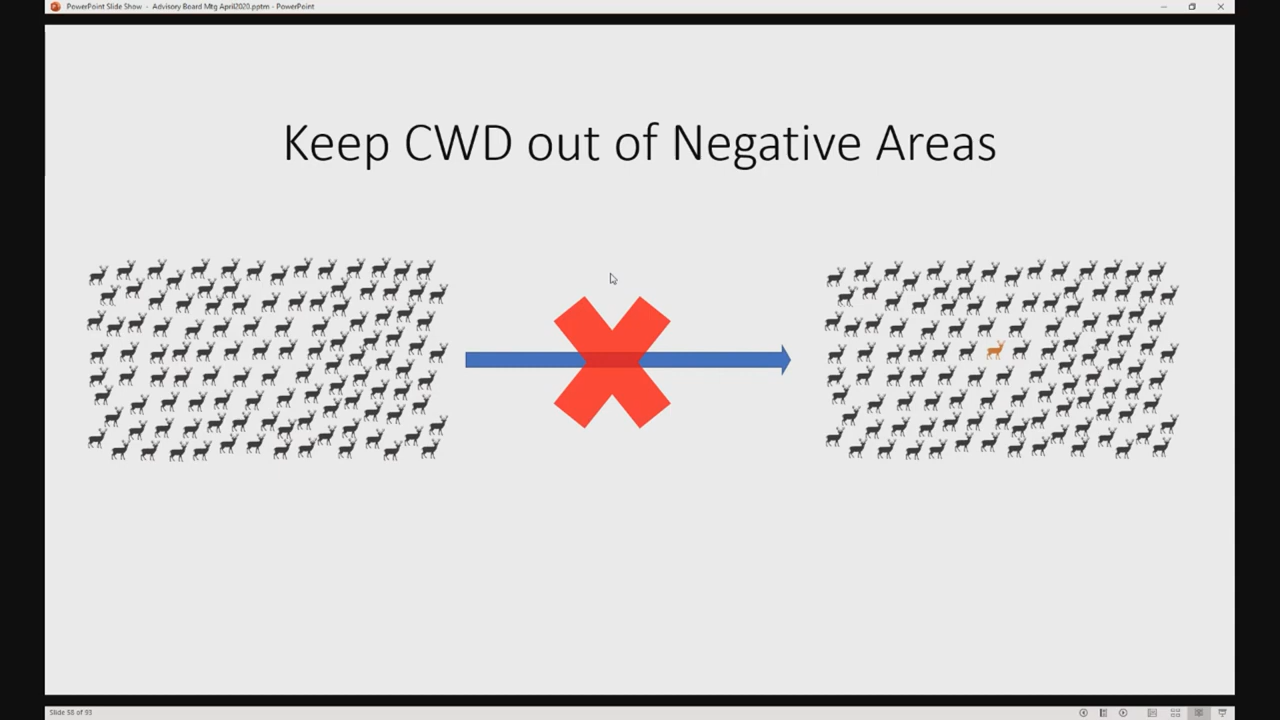 PowerPoint Slide Show - Advisory Board Mtg April2020.pptm - PowerPoint
Keep CWD out of Negative Areas
Slide 58 of 93